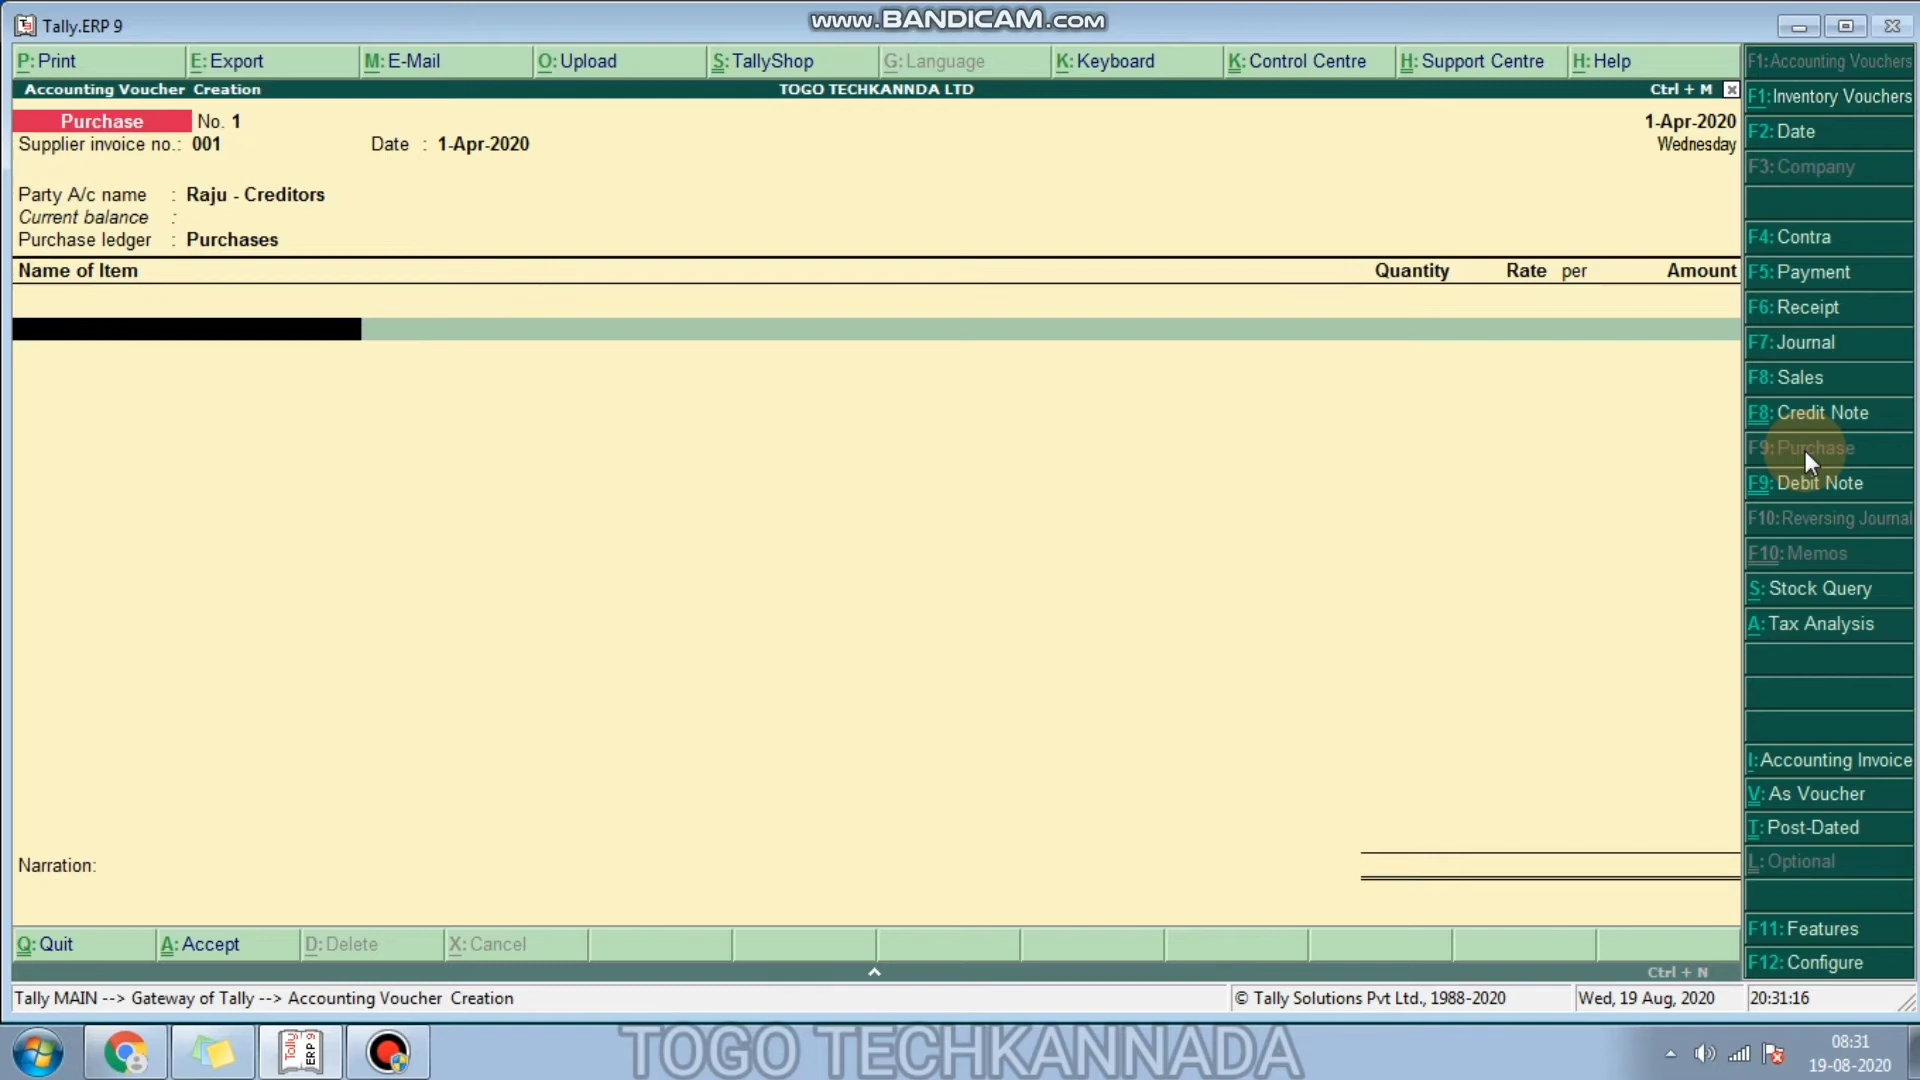 Tally.ERP 9
www.BANDICAM.com
P: Print
E: Export
M: E-Mail
O: Upload
S: TallyShop
G: Language
K: Keyboard
K: Control Centre
H: Support Centre
H: Help
Accounting Voucher Creation
TOGO TECHKANNDA LTD
Ctrl + M
Purchase No. 1
1-Apr-2020
Supplier invoice no.: 001 Date : 1-Apr-2020
Wednesday
Party A/c name : Raju - Creditors
Current balance :
Purchase ledger : Purchases
Name of Item Quantity Rate per Amount
Narration:
F1: Accounting Vouchers
F1: Inventory Vouchers
F2: Date
F3: Company
F4: Contra
F5: Payment
F6: Receipt
F7: Journal
F8: Sales
F8: Credit Note
F9: Purchase
F9: Debit Note
F10: Reversing Journal
F10: Memos
S: Stock Query
A: Tax Analysis
I: Accounting Invoice
V: As Voucher
T: Post-Dated
L: Optional
F11: Features
F12: Configure
Q: Quit
A: Accept
D: Delete
X: Cancel
Ctrl + N
Tally MAIN --> Gateway of Tally --> Accounting Voucher Creation
© Tally Solutions Pvt Ltd., 1988-2020
Wed, 19 Aug, 2020
20:31:16
Tally ERP 9
TOGO TECHKANNADA
08:31
19-08-2020